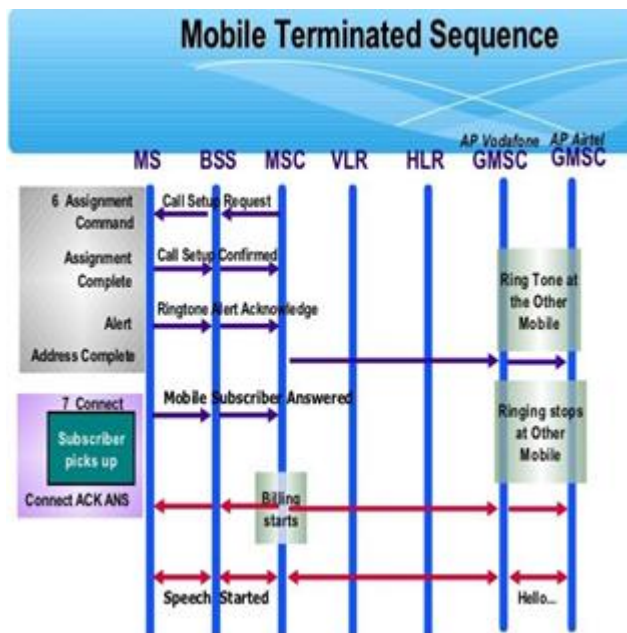 Mobile Terminated Sequence
AP Vodafone AP Airtel
MS BSS MSC VLR HLR GMSC GMSC
6 Assignment
Command
Call Setup Request
Assignment
Complete
Call Setup Confirmed
Ring Tone at
the Other
Mobile
Alert
Ringtone Alert Acknowledge
Address Complete
7 Connect
Mobile Subscriber Answered
Subscriber
picks up
Ringing stops
at Other
Mobile
Connect ACK ANS
Billing
starts
Speech Started
Hello...